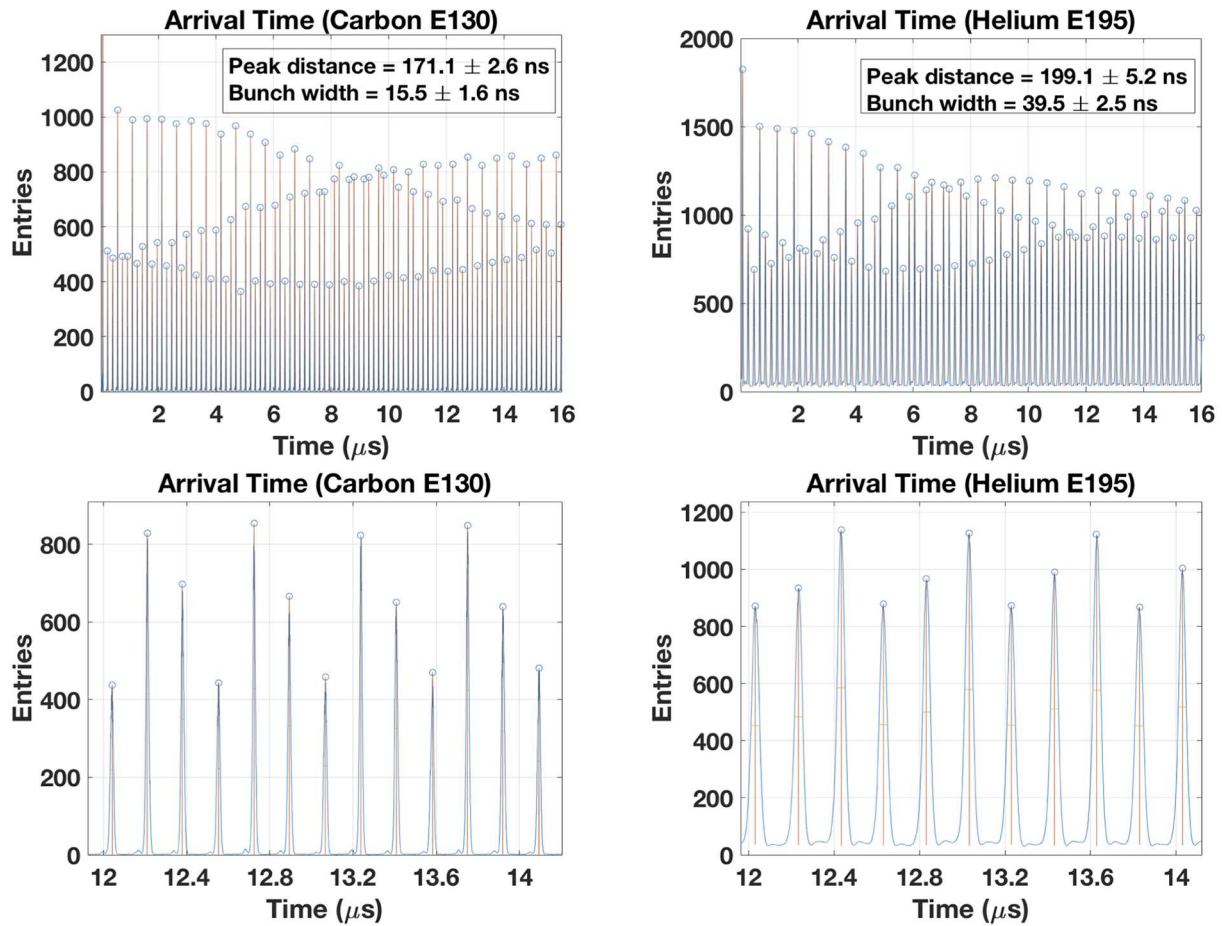 Arrival Time (Carbon E130)
Peak distance = 171.1 ± 2.6 ns
Bunch width = 15.5 ± 1.6 ns
1200
1000
800
600
400
200
0
Entries
2 4 6 8 10 12 14 16
Time (μs)
Arrival Time (Helium E195)
Peak distance = 199.1 ± 5.2 ns
Bunch width = 39.5 ± 2.5 ns
2000
1500
1000
500
0
Entries
2 4 6 8 10 12 14 16
Time (μs)
Arrival Time (Carbon E130)
800
600
400
200
0
Entries
12 12.4 12.8 13.2 13.6 14
Time (μs)
Arrival Time (Helium E195)
1200
1000
800
600
400
200
0
Entries
12 12.4 12.8 13.2 13.6 14
Time (μs)